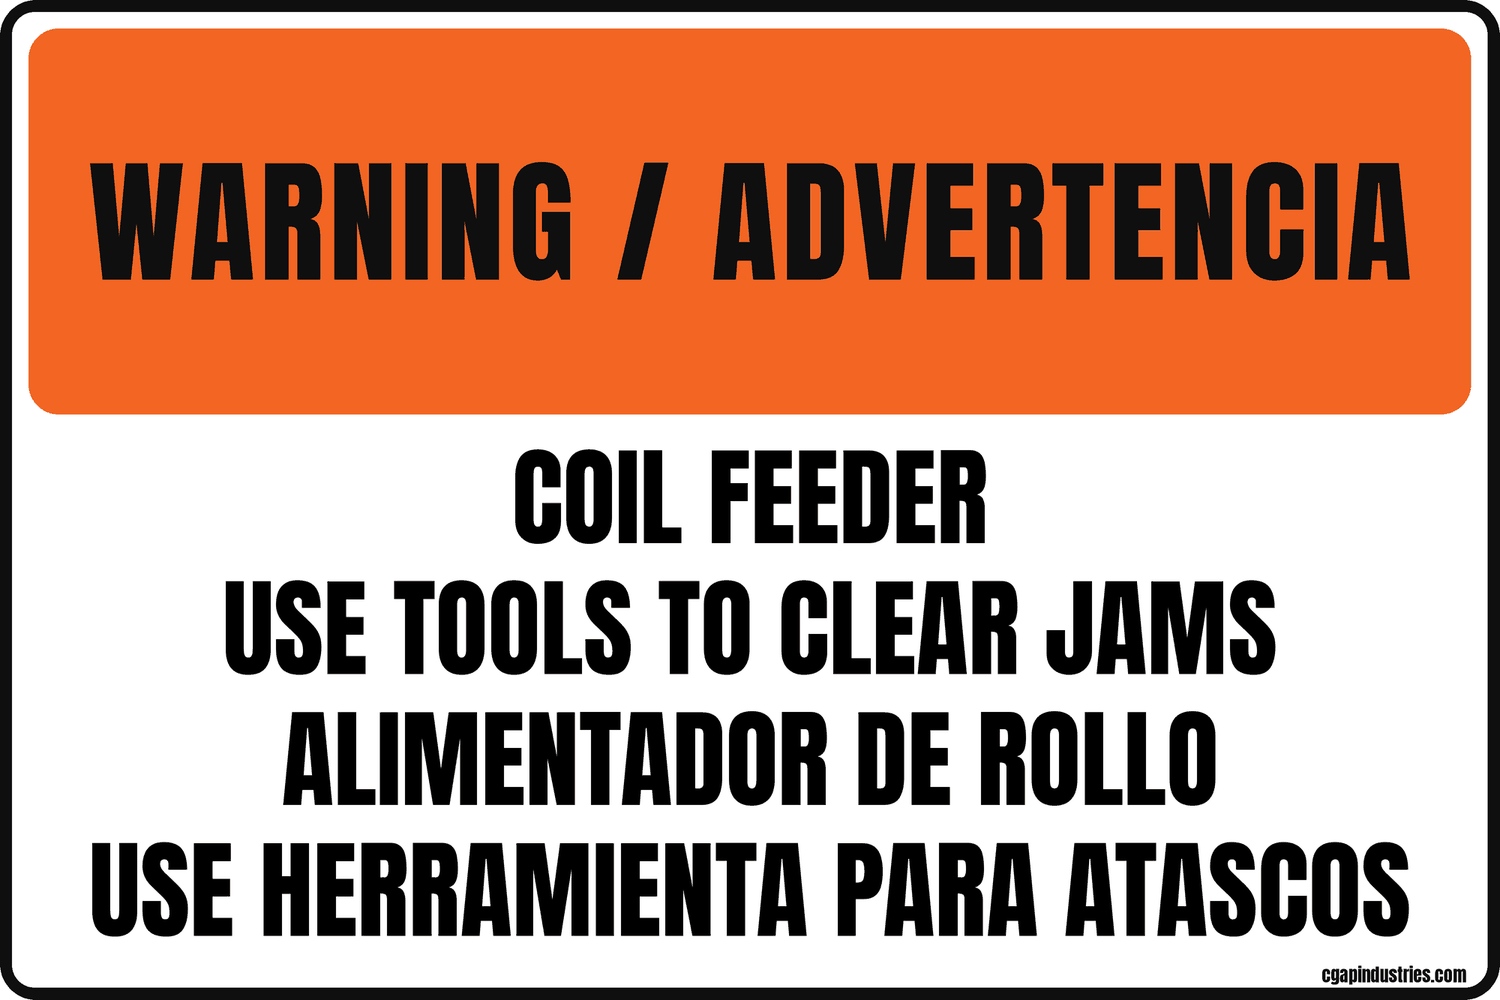 WARNING / ADVERTENCIA
COIL FEEDER
USE TOOLS TO CLEAR JAMS
ALIMENTADOR DE ROLLO
USE HERRAMIENTA PARA ATASCOS
cgapindustries.com